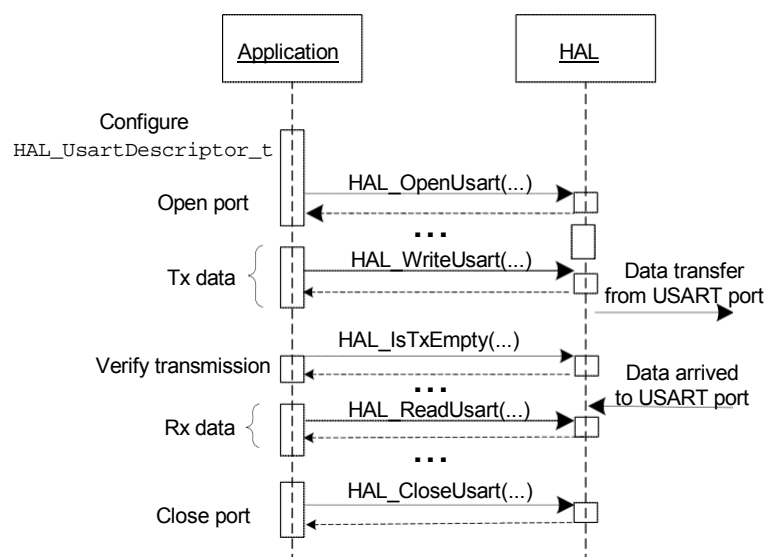 Application
HAL
Configure
HAL_UsartDescriptor_t
HAL_OpenUsart(...)
Open port
...
HAL_WriteUsart(...)
Tx data
Data transfer
from USART port
HAL_IsTxEmpty(...)
Verify transmission
...
Data arrived
to USART port
HAL_ReadUsart(...)
Rx data
...
HAL_CloseUsart(...)
Close port